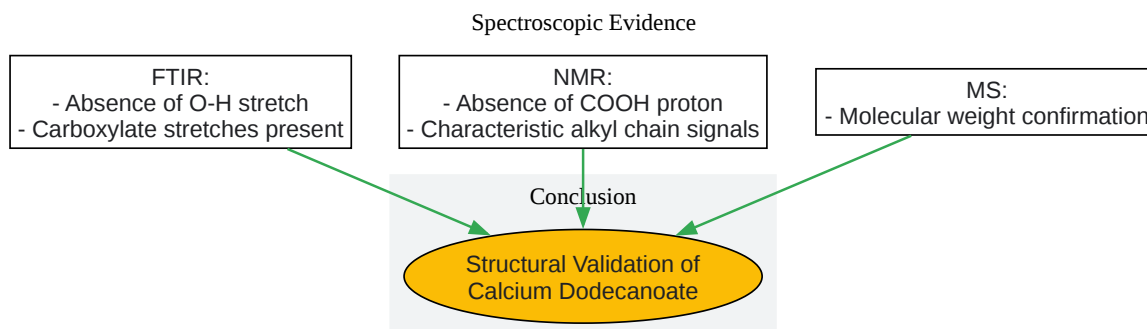 Spectroscopic Evidence
FTIR:
- Absence of O-H stretch
- Carboxylate stretches present
NMR:
- Absence of COOH proton
- Characteristic alkyl chain signals
MS:
- Molecular weight confirmation
Conclusion
Structural Validation of
Calcium Dodecanoate